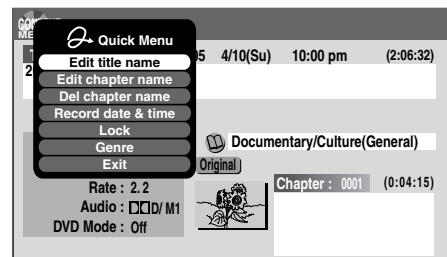 Quick Menu
Edit title name
Edit chapter name
Del chapter name
Record date & time
Lock
Genre
Exit
05 4/10(Su) 10:00 pm (2:06:32)
2
Documentary/Culture(General)
Original
Chapter : 0001 (0:04:15)
Rate : 2.2
Audio : D/ M1
DVD Mode : Off